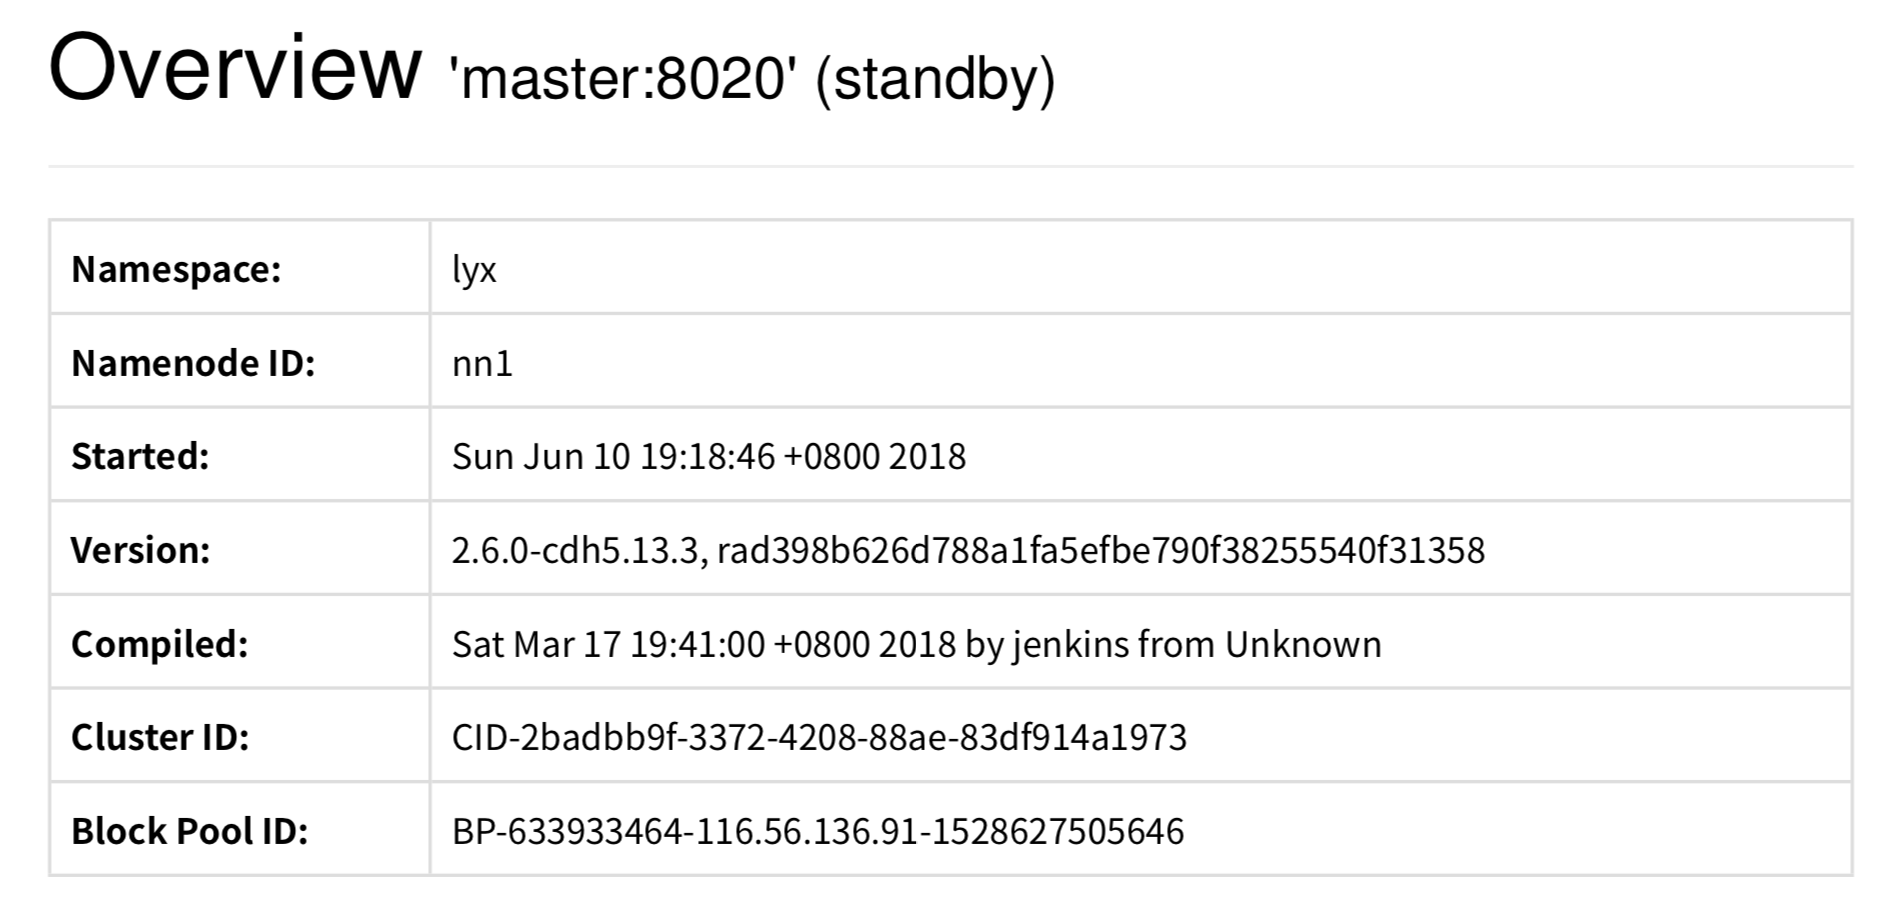 Overview 'master:8020' (standby)
Namespace: lyx
Namenode ID: nn1
Started: Sun Jun 10 19:18:46 +0800 2018
Version: 2.6.0-cdh5.13.3, rad398b626d788a1fa5efbe790f38255540f31358
Compiled: Sat Mar 17 19:41:00 +0800 2018 by jenkins from Unknown
Cluster ID: CID-2badbb9f-3372-4208-88ae-83df914a1973
Block Pool ID: BP-633933464-116.56.136.91-1528627505646